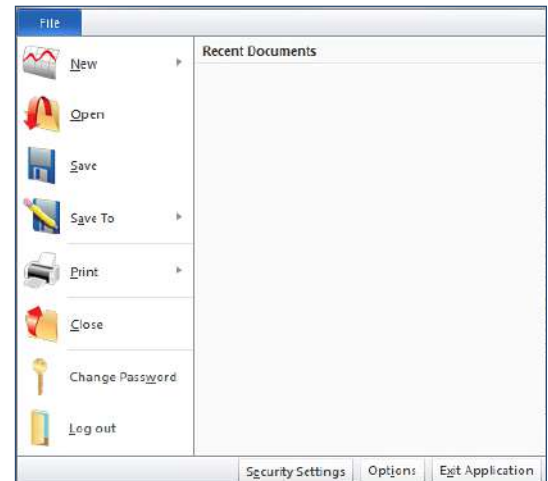 File
Recent Documents
New
Open
Save
Save To
Print
Close
Change Password
Log out
Security Settings
Options
Exit Application